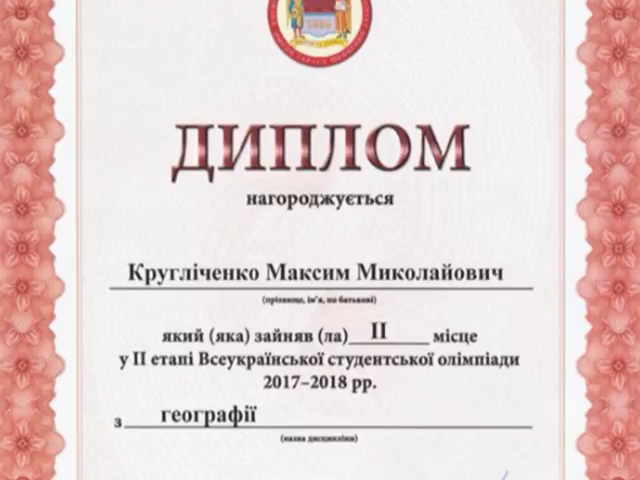 ДИПЛОМ
нагороджується
Кругліченко Максим Миколайович
(прізвище, ім'я, по батькові)
який (яка) зайняв (ла) II місце
у II етапі Всеукраїнської студентської олімпіади
2017–2018 рр.
з географії
(назва дисципліни)